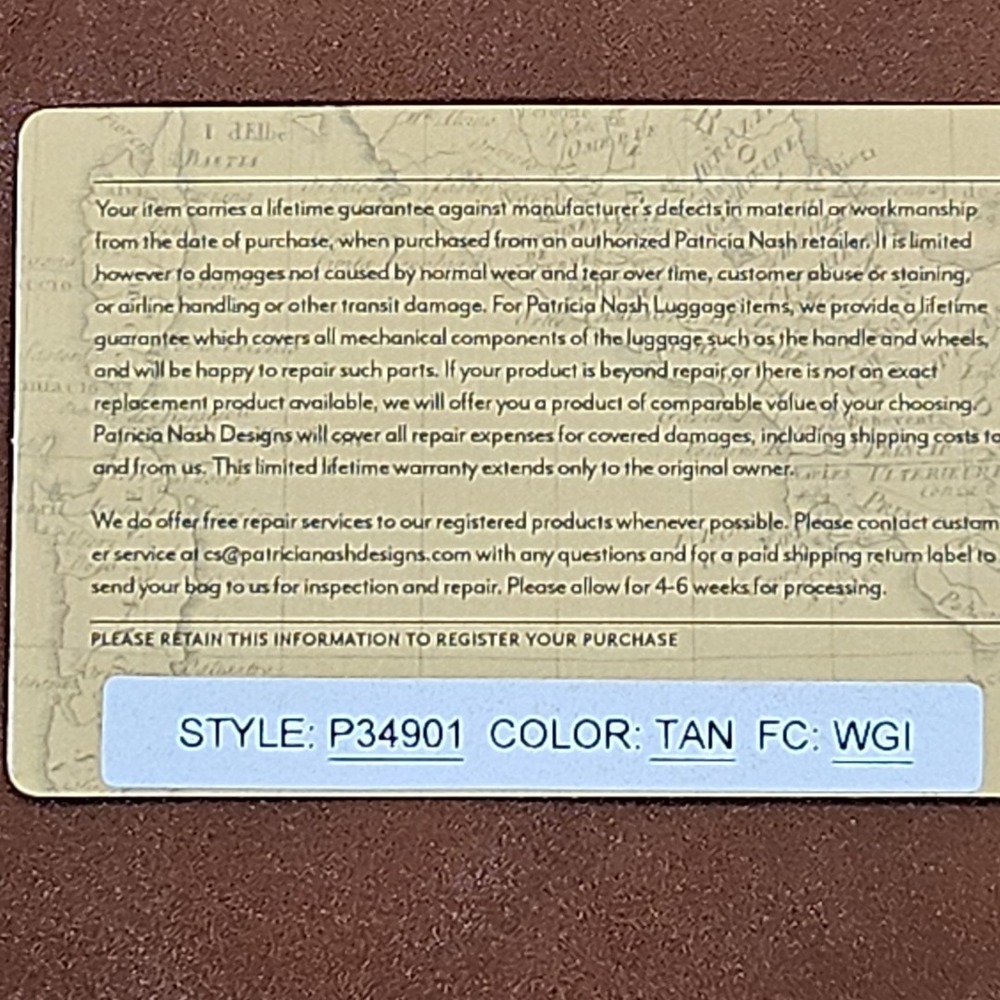 I dElbe
BASTIA
Your item carries a lifetime guarantee against manufacturer's defects in material or workmanship
from the date of purchase, when purchased from an authorized Patricia Nash retailer. It is limited
however to damages not caused by normal wear and tear over time, customer abuse or staining,
or airline handling or other transit damage. For Patricia Nash Luggage items, we provide a lifetime
guarantee which covers all mechanical components of the luggage such as the handle and wheels,
and will be happy to repair such parts. If your product is beyond repair or there is not an exact
replacement product available, we will offer you a product of comparable value of your choosing.
Patricia Nash Designs will cover all repair expenses for covered damages, including shipping costs to
and from us. This limited lifetime warranty extends only to the original owner.
We do offer free repair services to our registered products whenever possible. Please contact custom
er service at cs@patricianashdesigns.com with any questions and for a paid shipping return label to
send your bag to us for inspection and repair. Please allow for 4-6 weeks for processing.
PLEASE RETAIN THIS INFORMATION TO REGISTER YOUR PURCHASE
STYLE: P34901 COLOR: TAN FC: WGI